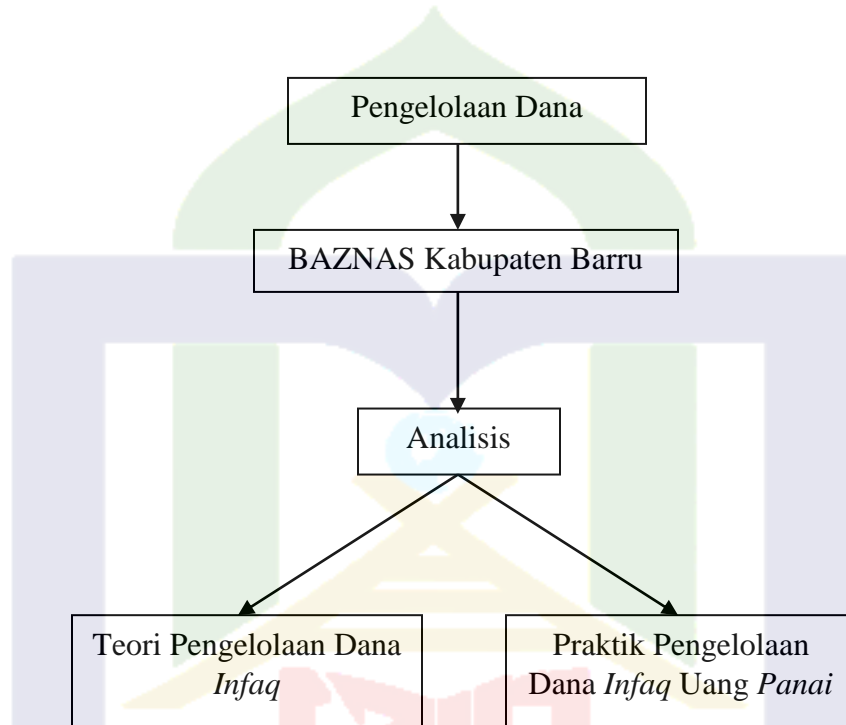 Pengelolaan Dana
BAZNAS Kabupaten Barru
Analisis
Teori Pengelolaan Dana
Infaq
Praktik Pengelolaan
Dana Infaq Uang Panai